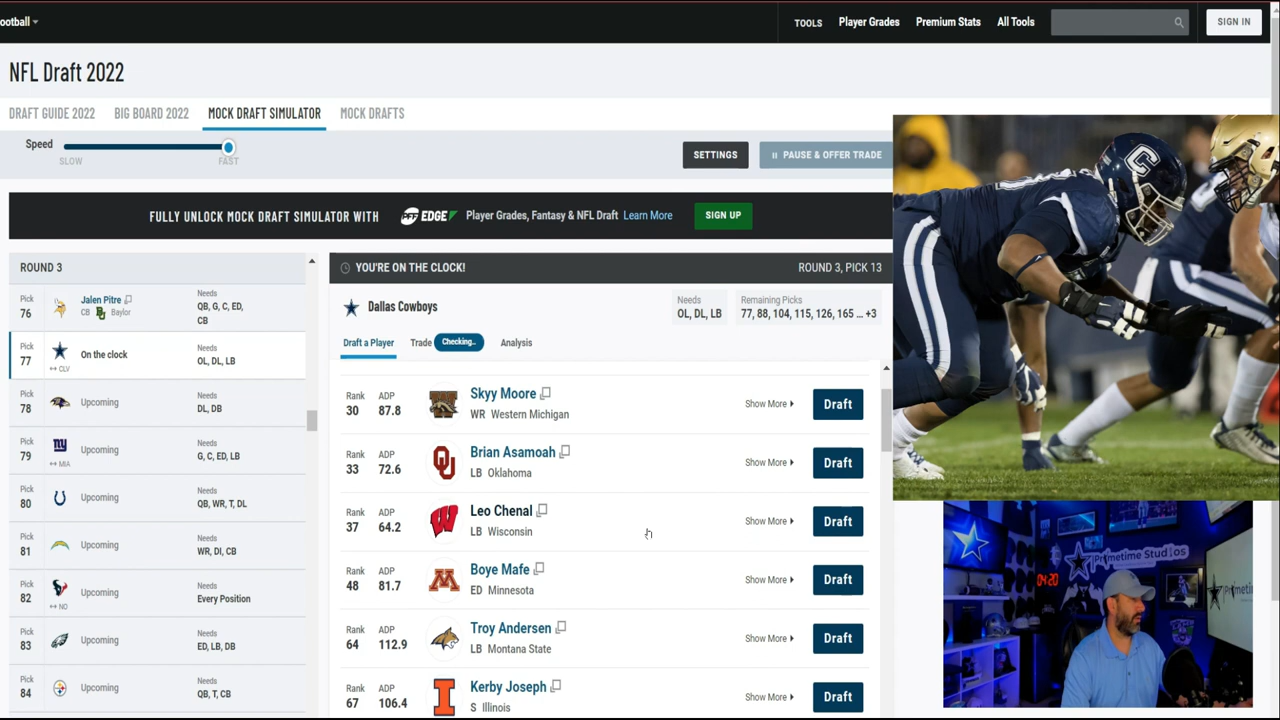 ootball
TOOLS Player Grades Premium Stats All Tools SIGN IN
NFL Draft 2022
DRAFT GUIDE 2022 BIG BOARD 2022 MOCK DRAFT SIMULATOR MOCK DRAFTS
Speed
SLOW FAST
SETTINGS PAUSE & OFFER TRADE
FULLY UNLOCK MOCK DRAFT SIMULATOR WITH PFF EDGE Player Grades, Fantasy & NFL Draft Learn More SIGN UP
ROUND 3
Pick 76 Jalen Pitre CB Baylor Needs QB, G, C, ED, CB
Pick 77 CLV On the clock Needs OL, DL, LB
Pick 78 Upcoming Needs DL, DB
Pick 79 MIA Upcoming Needs G, C, ED, LB
Pick 80 Upcoming Needs QB, WR, T, DL
Pick 81 Upcoming Needs WR, DI, CB
Pick 82 NO Upcoming Needs Every Position
Pick 83 Upcoming Needs ED, LB, DB
Pick 84 Upcoming Needs QB, T, CB
YOU'RE ON THE CLOCK! ROUND 3, PICK 13
Dallas Cowboys
Needs OL, DL, LB
Remaining Picks 77, 88, 104, 115, 126, 165 ... +3
Draft a Player Trade Checking... Analysis
Rank 30 ADP 87.8 Skyy Moore WR Western Michigan Show More Draft
Rank 33 ADP 72.6 Brian Asamoah LB Oklahoma Show More Draft
Rank 37 ADP 64.2 Leo Chenal LB Wisconsin Show More Draft
Rank 48 ADP 81.7 Boye Mafe ED Minnesota Show More Draft
Rank 64 ADP 112.9 Troy Andersen LB Montana State Show More Draft
Rank 67 ADP 106.4 Kerby Joseph S Illinois Show More Draft
C
04:20
Primetime Studios